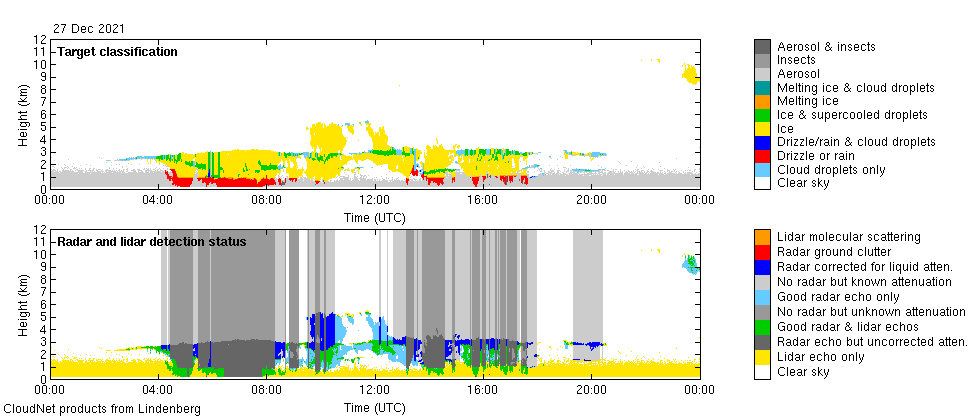 27 Dec 2021
Target classification
Height (km)
12
11
10
9
8
7
6
5
4
3
2
1
0
00:00 04:00 08:00 12:00 16:00 20:00 00:00
Time (UTC)
Aerosol & insects
Insects
Aerosol
Melting ice & cloud droplets
Melting ice
Ice & supercooled droplets
Ice
Drizzle/rain & cloud droplets
Drizzle or rain
Cloud droplets only
Clear sky
Radar and lidar detection status
Height (km)
12
11
10
9
8
7
6
5
4
3
2
1
0
00:00 04:00 08:00 12:00 16:00 20:00 00:00
Time (UTC)
Lidar molecular scattering
Radar ground clutter
Radar corrected for liquid atten.
No radar but known attenuation
Good radar echo only
No radar but unknown attenuation
Good radar & lidar echos
Radar echo but uncorrected atten.
Lidar echo only
Clear sky
CloudNet products from Lindenberg